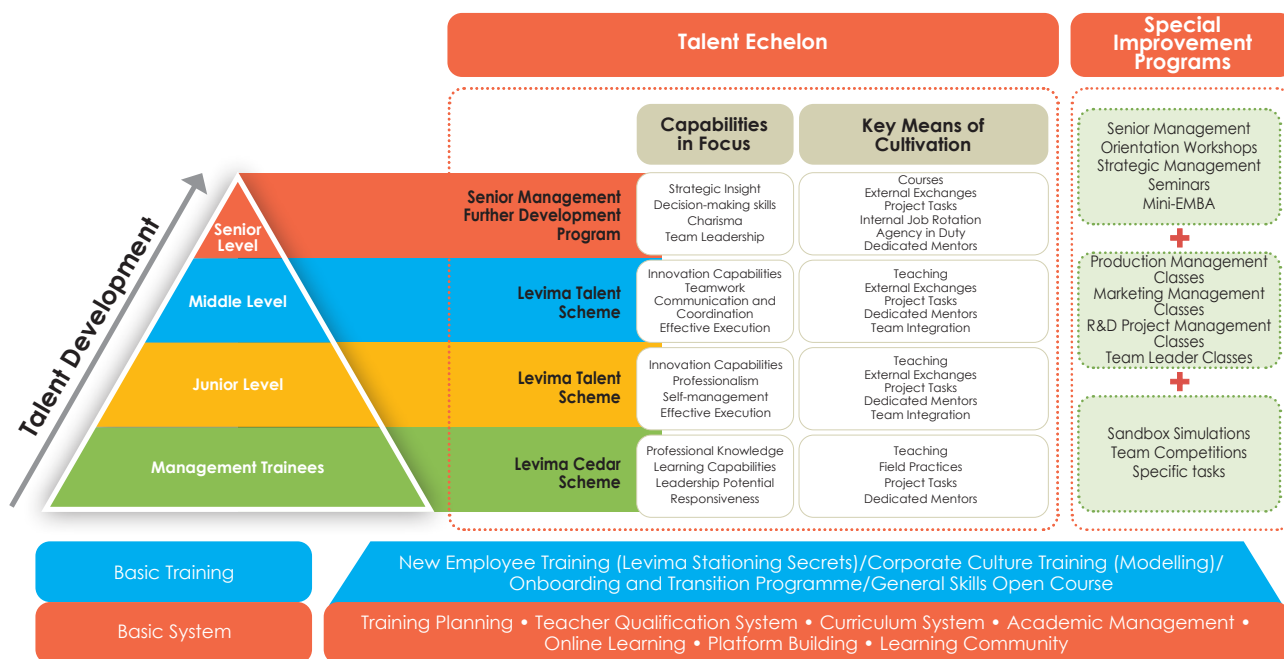 Talent Echelon
Special
Improvement
Programs
Capabilities
in Focus
Key Means of
Cultivation
Talent Development
Senior
Level
Senior Management
Further Development
Program
Strategic Insight
Decision-making skills
Charisma
Team Leadership
Courses
External Exchanges
Project Tasks
Internal Job Rotation
Agency in Duty
Dedicated Mentors
Middle Level
Levima Talent
Scheme
Innovation Capabilities
Teamwork
Communication and
Coordination
Effective Execution
Teaching
External Exchanges
Project Tasks
Dedicated Mentors
Team Integration
Junior Level
Levima Talent
Scheme
Innovation Capabilities
Professionalism
Self-management
Effective Execution
Teaching
External Exchanges
Project Tasks
Dedicated Mentors
Team Integration
Management Trainees
Levima Cedar
Scheme
Professional Knowledge
Learning Capabilities
Leadership Potential
Responsiveness
Teaching
Field Practices
Project Tasks
Dedicated Mentors
Senior Management
Orientation Workshops
Strategic Management
Seminars
Mini-EMBA
+
Production Management
Classes
Marketing Management
Classes
R&D Project Management
Classes
Team Leader Classes
+
Sandbox Simulations
Team Competitions
Specific tasks
Basic Training
New Employee Training (Levima Stationing Secrets)/Corporate Culture Training (Modelling)/
Onboarding and Transition Programme/General Skills Open Course
Basic System
Training Planning • Teacher Qualification System • Curriculum System • Academic Management •
Online Learning • Platform Building • Learning Community